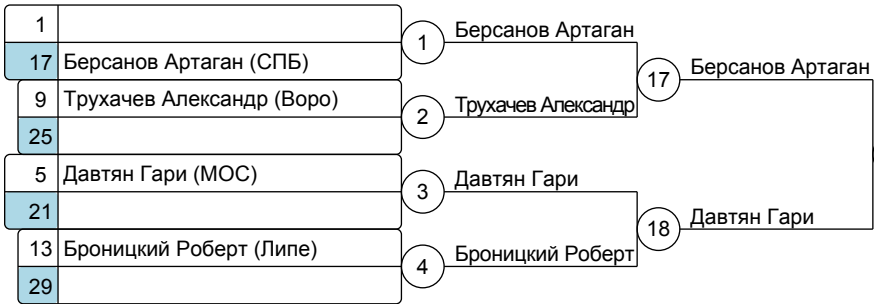 1
17 Берсанов Артаган (СПБ)
9 Трухачев Александр (Воро)
25
5 Давтян Гари (МОС)
21
13 Броницкий Роберт (Липе)
29
1 Берсанов Артаган
2 Трухачев Александр
3 Давтян Гари
4 Броницкий Роберт
17 Берсанов Артаган
18 Давтян Гари